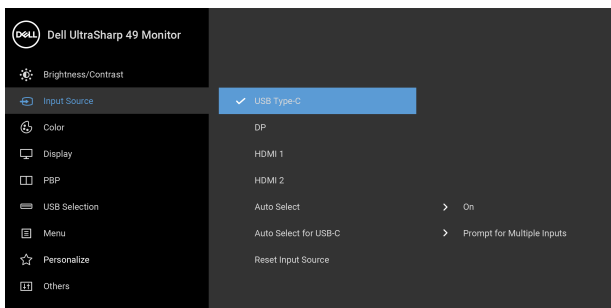 DELL Dell UltraSharp 49 Monitor
Brightness/Contrast
Input Source
USB Type-C
Color
DP
Display
HDMI 1
PBP
HDMI 2
USB Selection
Auto Select
On
Menu
Auto Select for USB-C
Prompt for Multiple Inputs
Personalize
Reset Input Source
Others